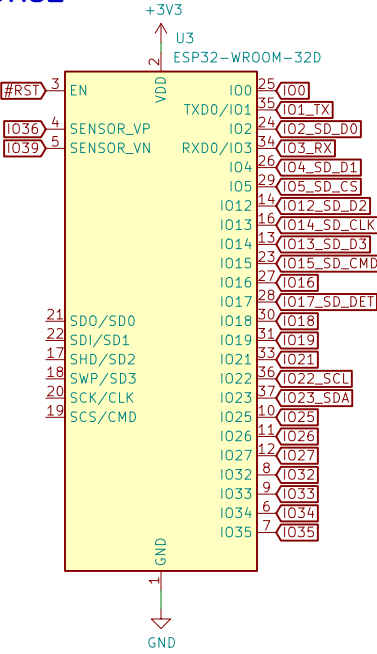 +3V3
U3
ESP32-WROOM-32D
2
VDD
#RST 3 EN IO0 25 IO0
TXD0/IO1 35 IO1_TX
IO36 4 SENSOR_VP IO2 24 IO2_SD_D0
IO39 5 SENSOR_VN RXD0/IO3 34 IO3_RX
IO4 26 IO4_SD_D1
IO5 29 IO5_SD_CS
IO12 14 IO12_SD_D2
IO13 16 IO14_SD_CLK
IO14 13 IO13_SD_D3
IO15 23 IO15_SD_CMD
IO16 27 IO16
IO17 28 IO17_SD_DET
21 SDO/SD0 IO18 30 IO18
22 SDI/SD1 IO19 31 IO19
17 SHD/SD2 IO21 33 IO21
18 SWP/SD3 IO22 36 IO22_SCL
20 SCK/CLK IO23 37 IO23_SDA
19 SCS/CMD IO25 10 IO25
IO26 11 IO26
IO27 12 IO27
IO32 8 IO32
IO33 9 IO33
IO34 6 IO34
IO35 7 IO35
GND
1
GND